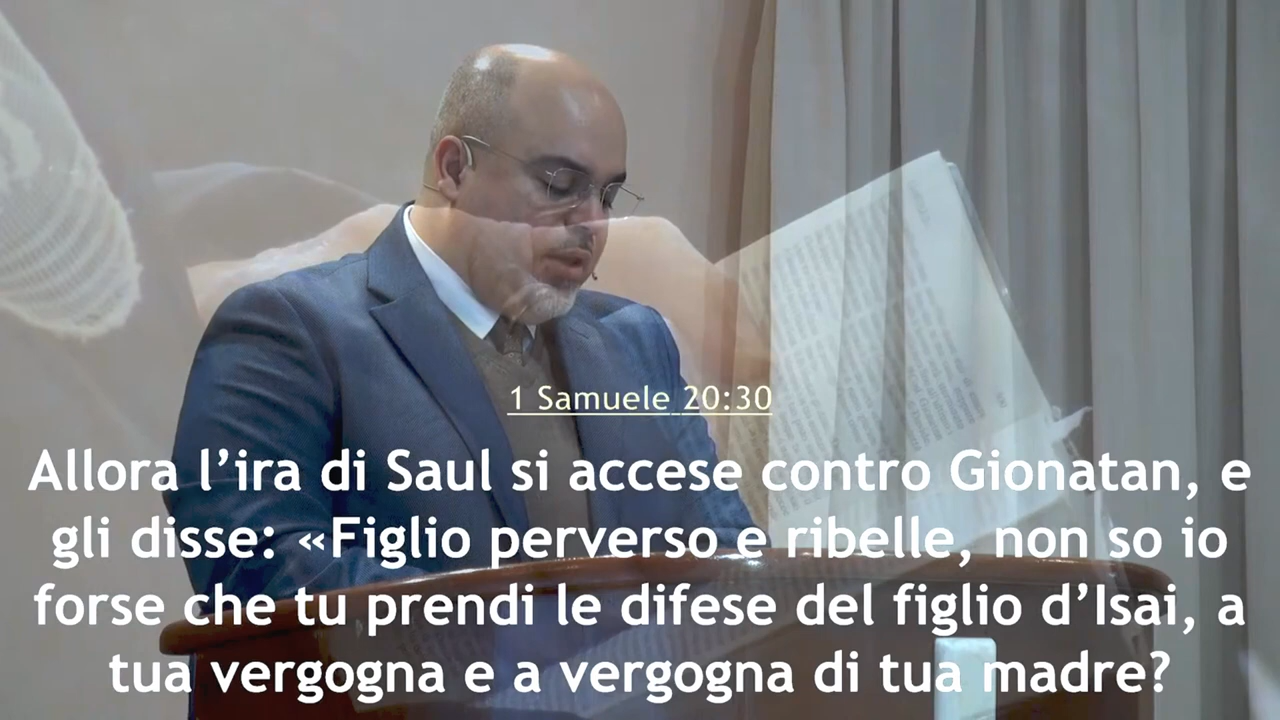 1 Samuele 20:30
Allora l’ira di Saul si accese contro Gionatan, e
gli disse: «Figlio perverso e ribelle, non so io
forse che tu prendi le difese del figlio d’Isai, a
tua vergogna e a vergogna di tua madre?